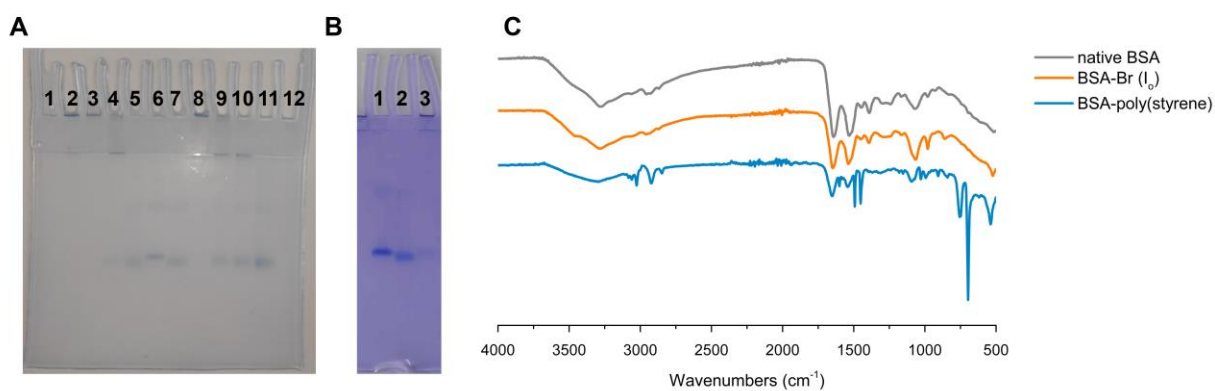 A
1 2 3 4 5 6 7 8 9 10 11 12
B
1 2 3
C
native BSA
BSA-Br (Iₒ)
BSA-poly(styrene)
4000 3500 3000 2500 2000 1500 1000 500
Wavenumbers (cm⁻¹)